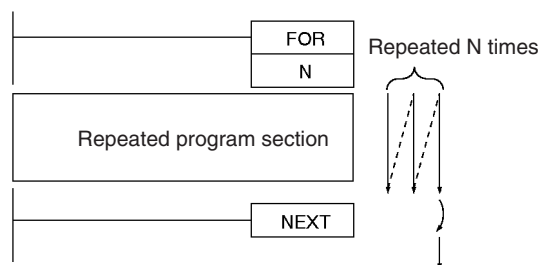 FOR
N
Repeated N times
Repeated program section
NEXT